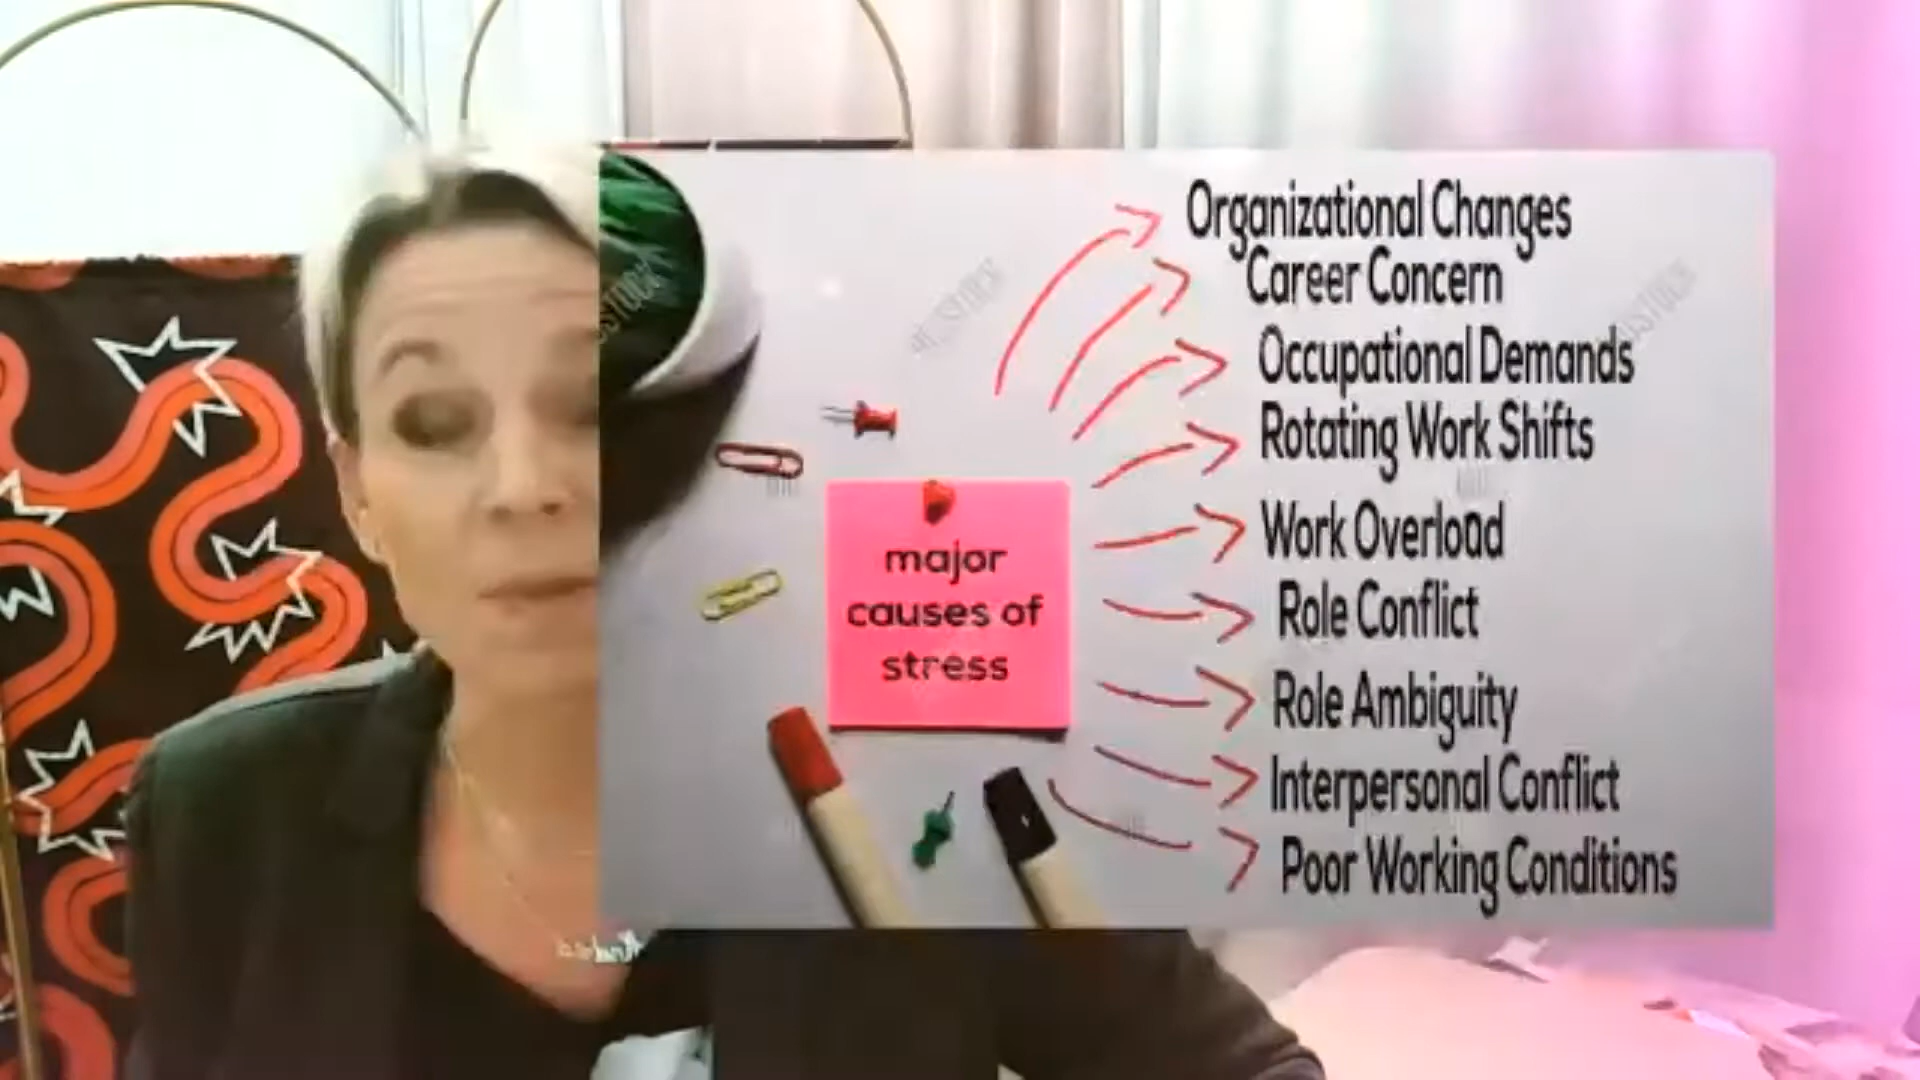 Organizational Changes
Career Concern
Occupational Demands
Rotating Work Shifts
major
causes of
stress
Work Overload
Role Conflict
Role Ambiguity
Interpersonal Conflict
Poor Working Conditions